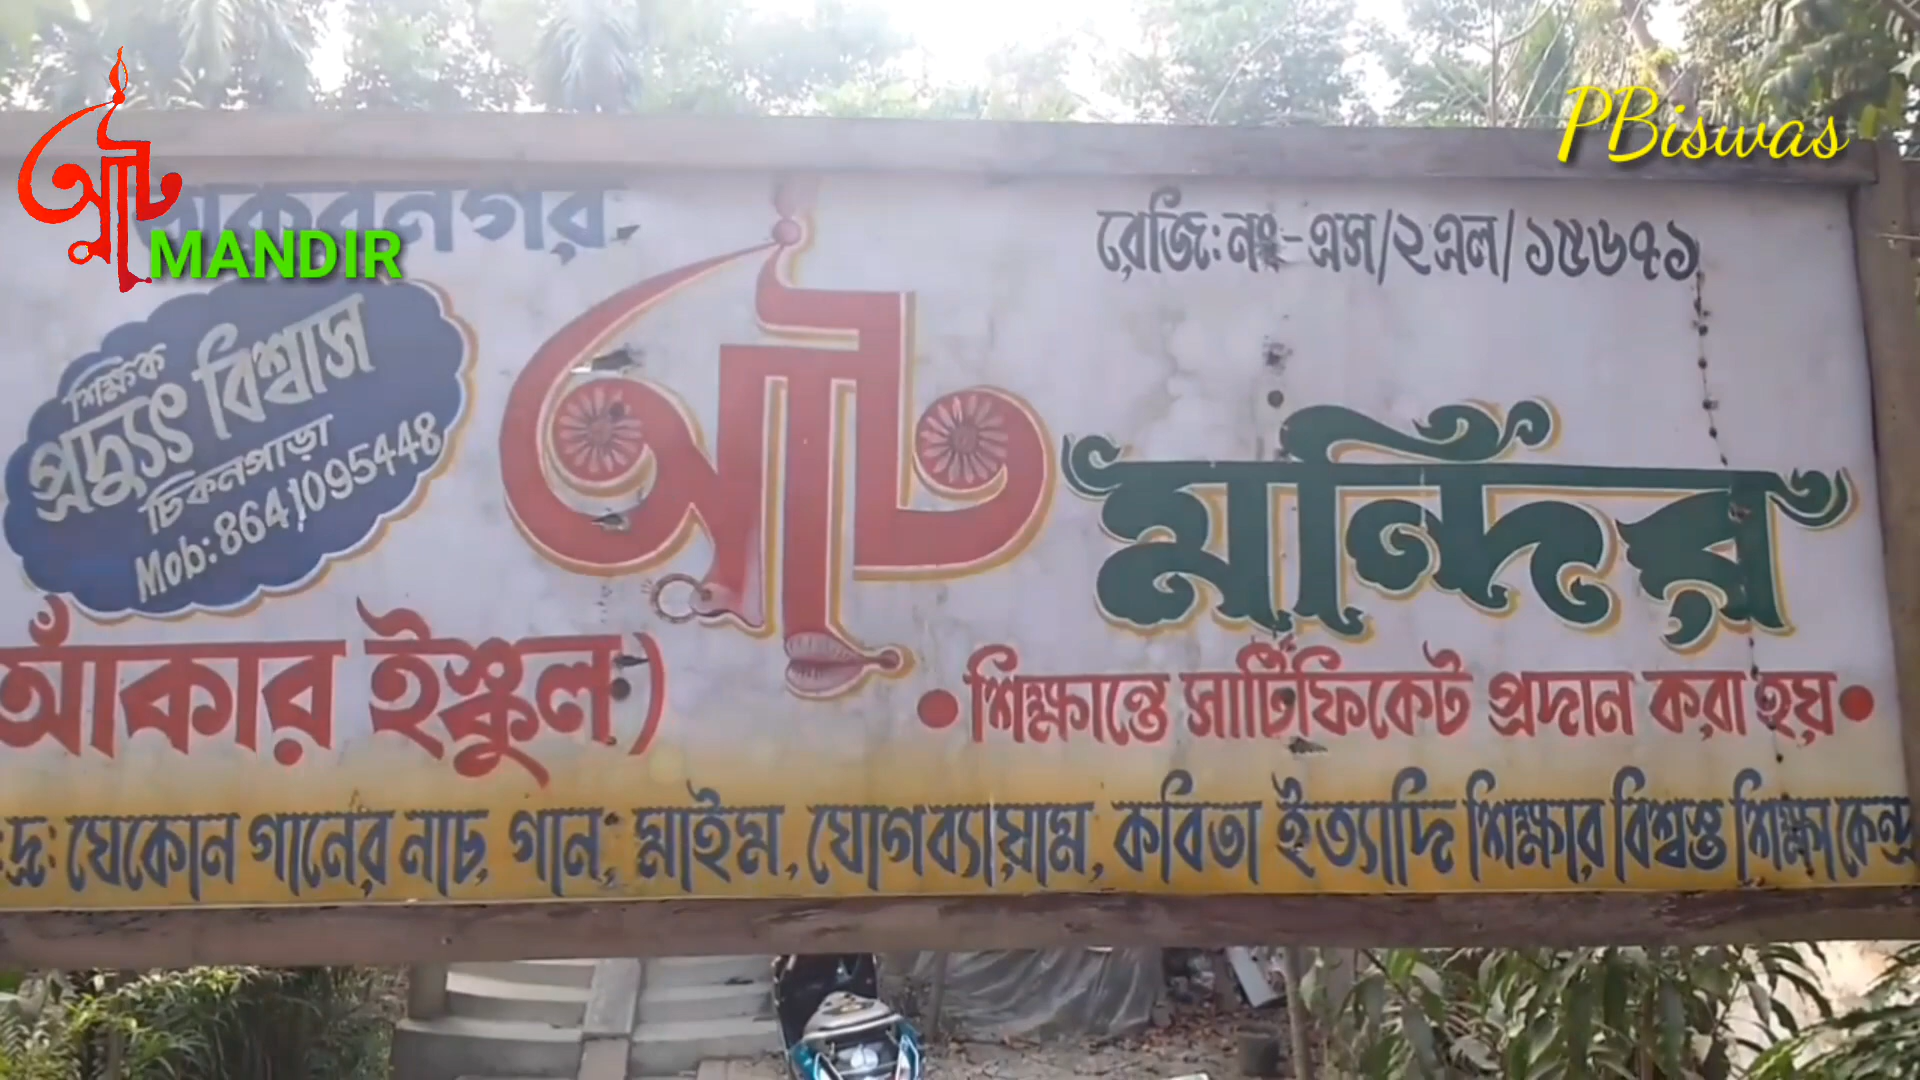 আর্ট
MANDIR
PBiswas
আকবরনগর
রেজি: নং-এস/২এল/১৫৬৭১
শিক্ষক
প্রদ্যুৎ বিশ্বাস
চিকনপাড়া
Mob: 8641095448
আর্ট মন্দির
আঁকার ইস্কুল)
• শিক্ষান্তে সার্টিফিকেট প্রদান করা হয় •
দ্র: যেকোন গানের নাচ, গান, মাইম, যোগব্যায়াম, কবিতা ইত্যাদি শিক্ষার বিশ্বস্ত শিক্ষা কেন্দ্র